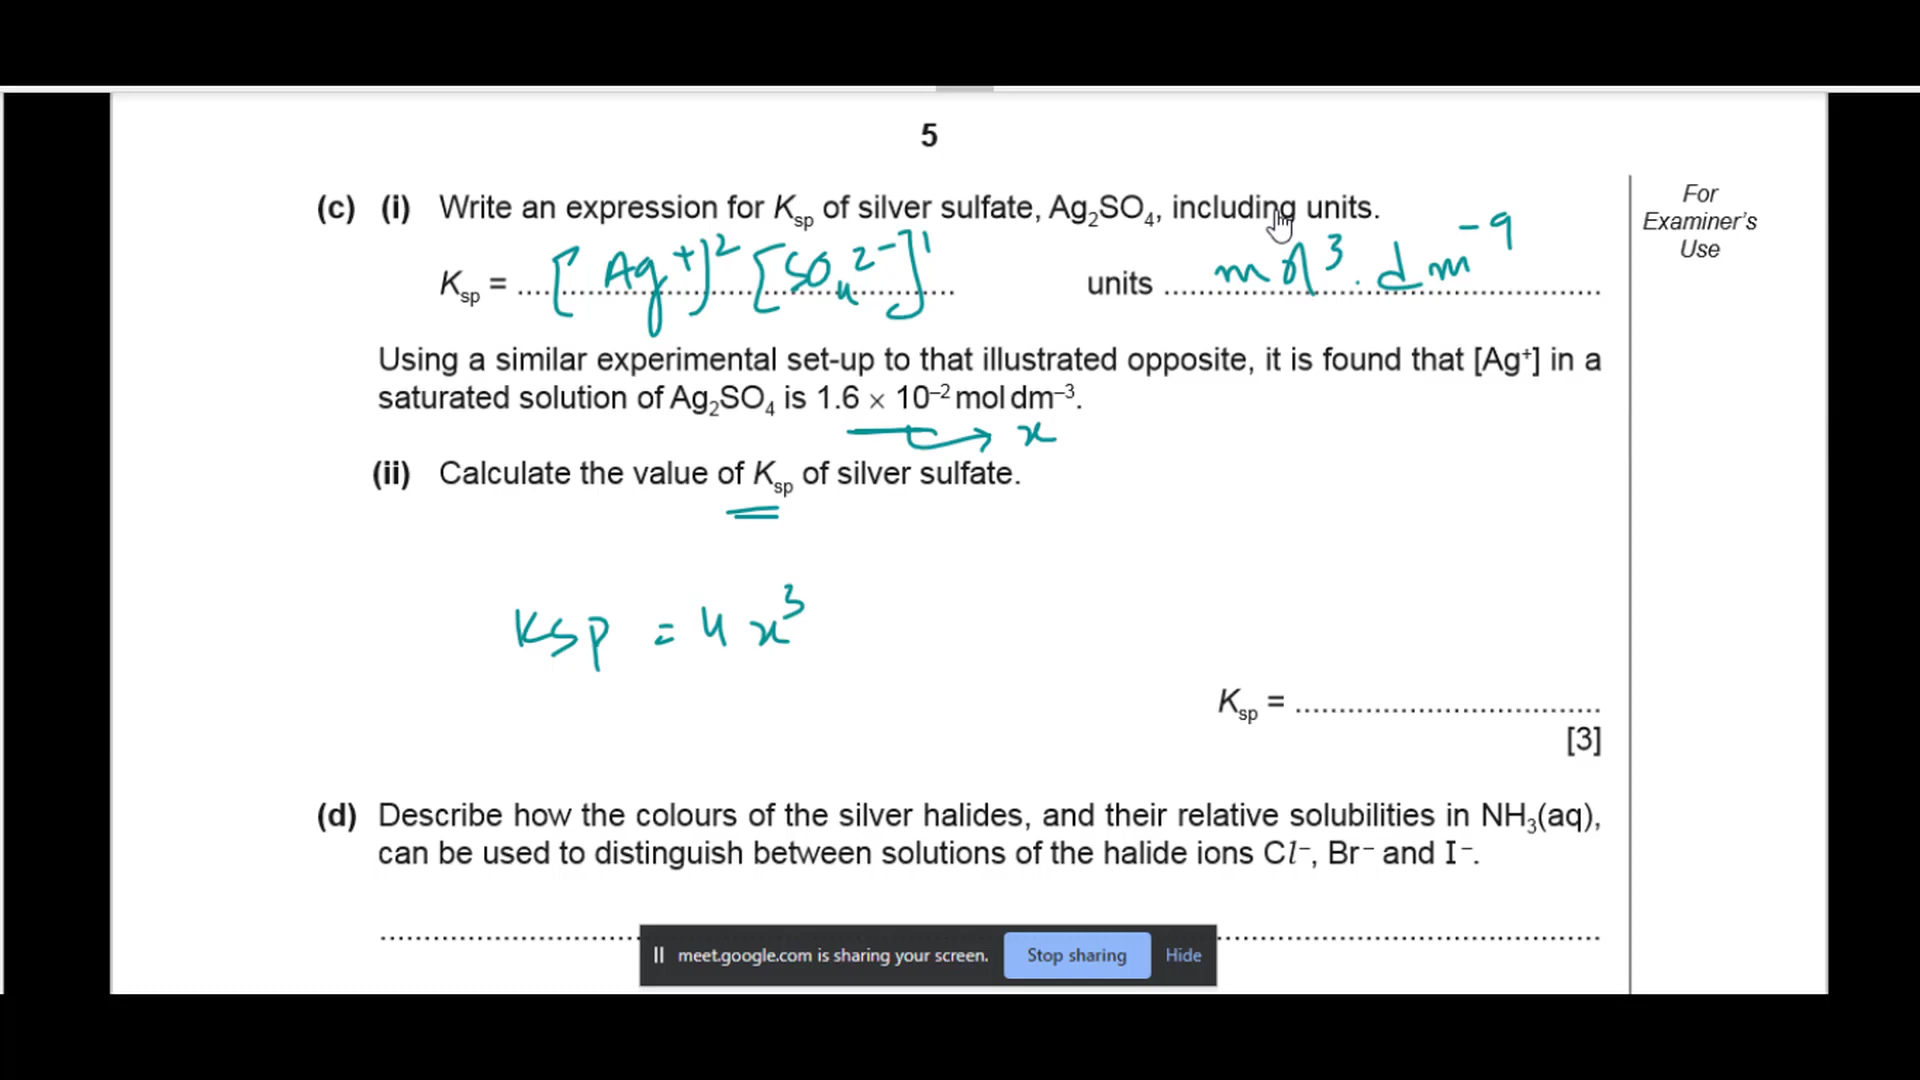 5
(c) (i) Write an expression for Ksp of silver sulfate, Ag2SO4, including units.
Ksp = [Ag+]2 [SO42-]1 units mol3 . dm-9
For
Examiner's
Use
Using a similar experimental set-up to that illustrated opposite, it is found that [Ag+] in a
saturated solution of Ag2SO4 is 1.6 × 10–2 mol dm–3.
x
(ii) Calculate the value of Ksp of silver sulfate.
Ksp = 4x3
Ksp = ..................................
[3]
(d) Describe how the colours of the silver halides, and their relative solubilities in NH3(aq),
can be used to distinguish between solutions of the halide ions Cl–, Br– and I–.
meet.google.com is sharing your screen. Stop sharing Hide